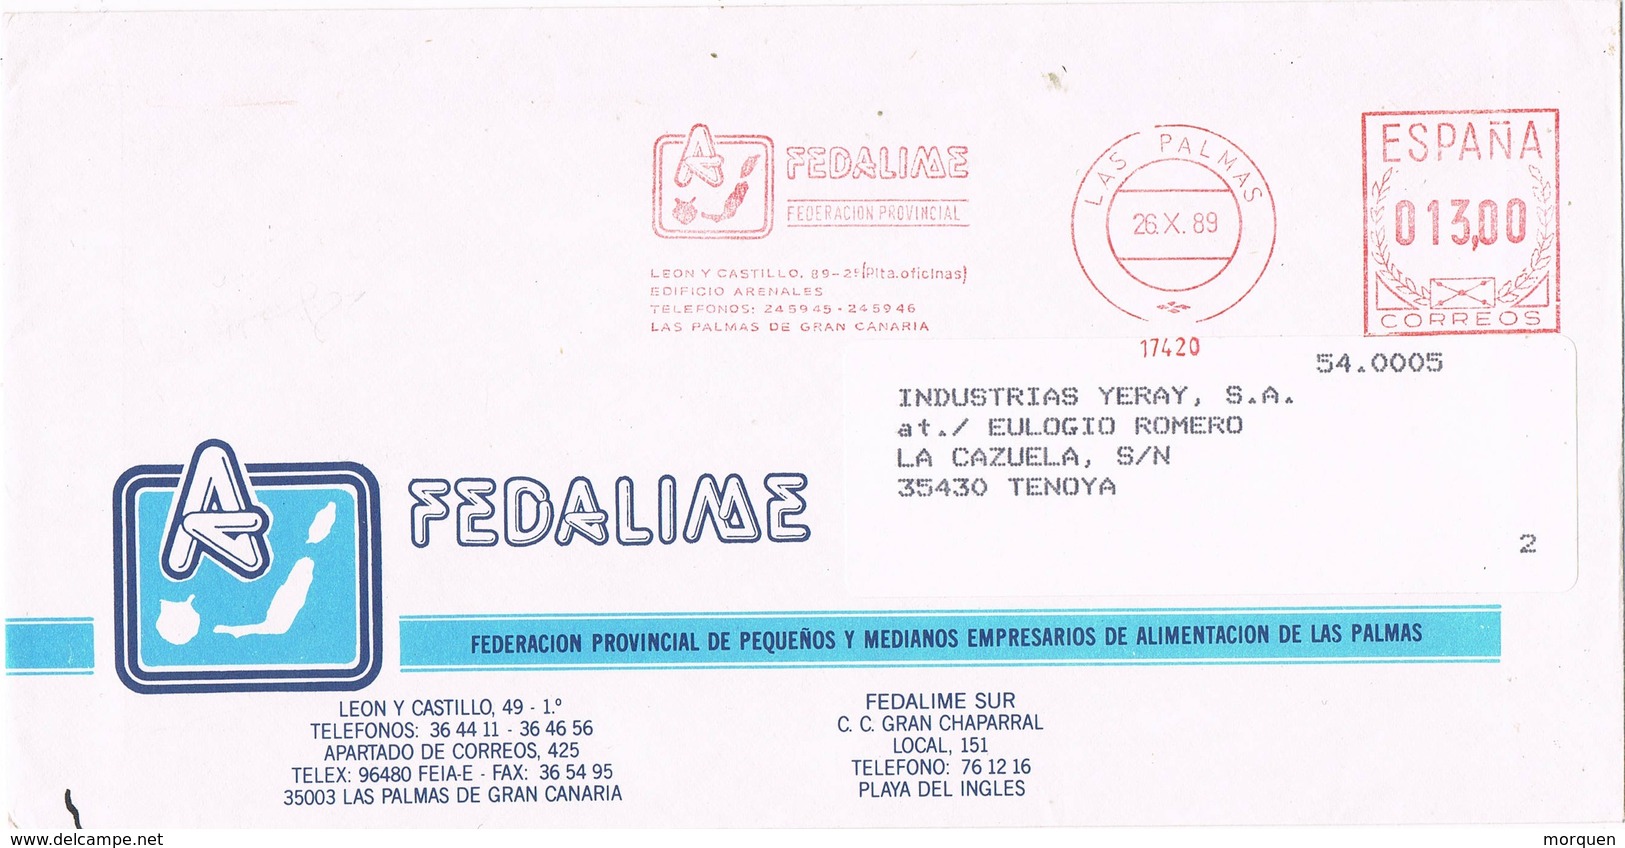 FEDALIME
FEDERACION PROVINCIAL
LEON Y CASTILLO, 89-2º (Plta.oficinas)
EDIFICIO ARENALES
TELEFONOS: 245945 - 245946
LAS PALMAS DE GRAN CANARIA
LAS PALMAS
26.X.89
ESPAÑA
013,00
CORREOS
17420
54.0005
INDUSTRIAS YERAY, S.A.
at./ EULOGIO ROMERO
LA CAZUELA, S/N
35430 TENOYA
2
FEDALIME
FEDERACION PROVINCIAL DE PEQUEÑOS Y MEDIANOS EMPRESARIOS DE ALIMENTACION DE LAS PALMAS
LEON Y CASTILLO, 49 - 1.º
TELEFONOS: 36 44 11 - 36 46 56
APARTADO DE CORREOS, 425
TELEX: 96480 FEIA-E - FAX: 36 54 95
35003 LAS PALMAS DE GRAN CANARIA
FEDALIME SUR
C. C. GRAN CHAPARRAL
LOCAL, 151
TELEFONO: 76 12 16
PLAYA DEL INGLES
www.delcampe.net
morquen